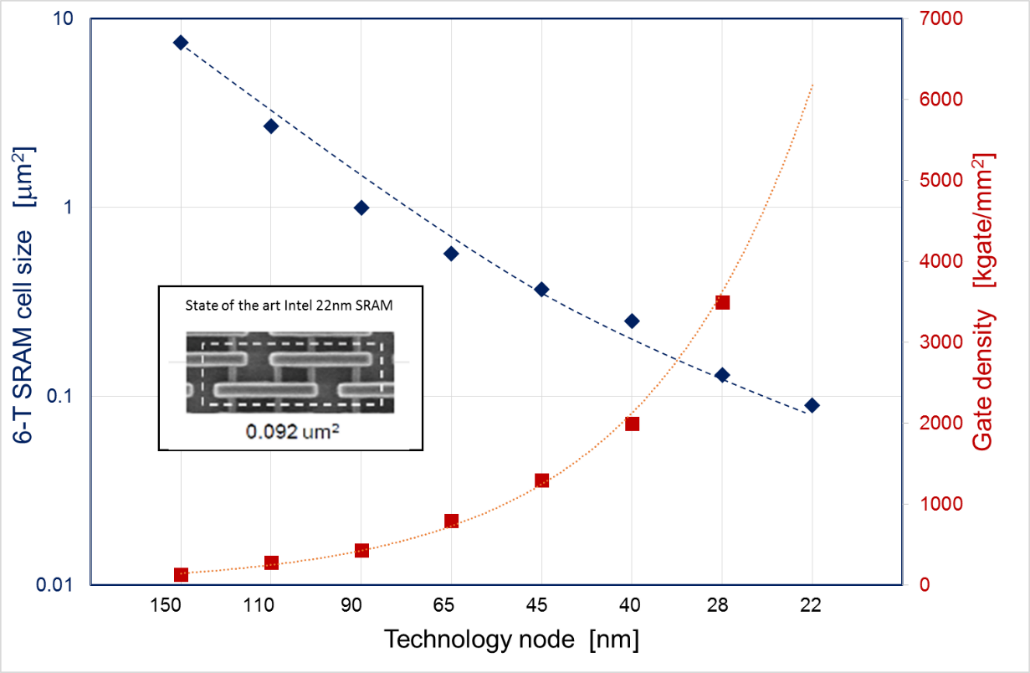 10
1
0.1
0.01
6-T SRAM cell size [μm²]
State of the art Intel 22nm SRAM
0.092 um²
7000
6000
5000
4000
3000
2000
1000
0
Gate density [kgate/mm²]
150 110 90 65 45 40 28 22
Technology node [nm]